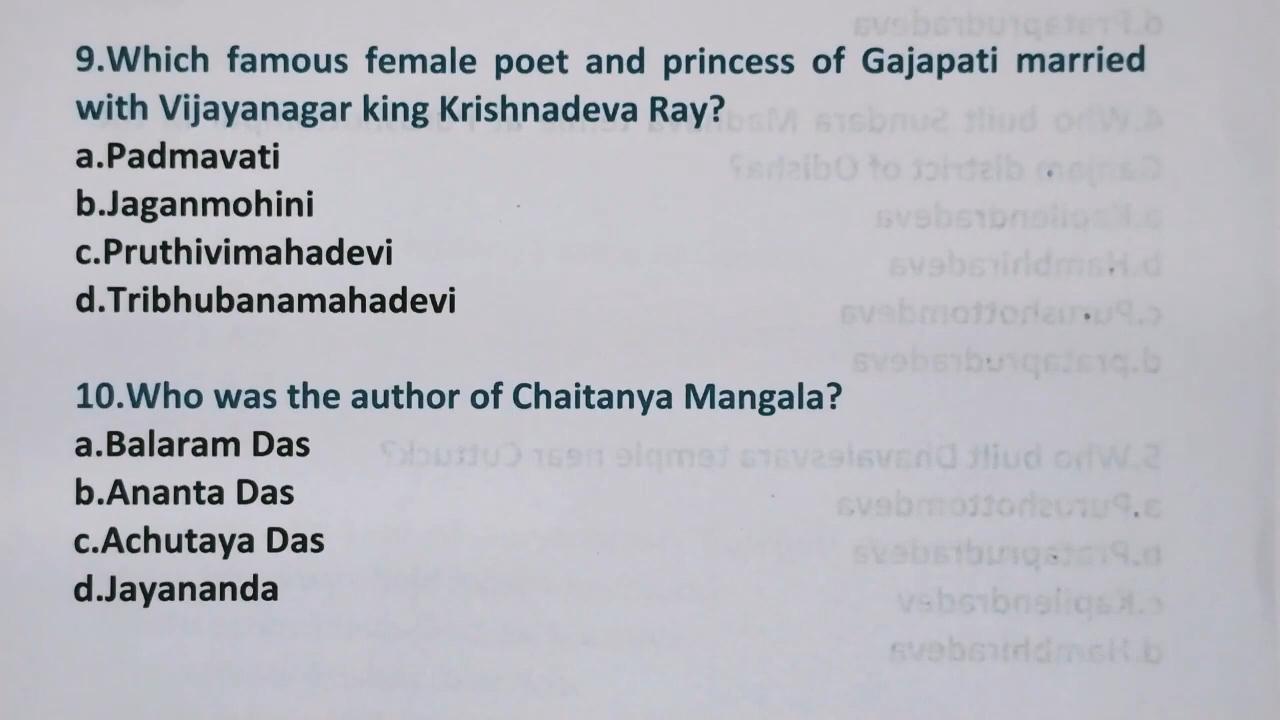 9.Which famous female poet and princess of Gajapati married
with Vijayanagar king Krishnadeva Ray?
a.Padmavati
b.Jaganmohini
c.Pruthivimahadevi
d.Tribhubanamahadevi
10.Who was the author of Chaitanya Mangala?
a.Balaram Das
b.Ananta Das
c.Achutaya Das
d.Jayananda